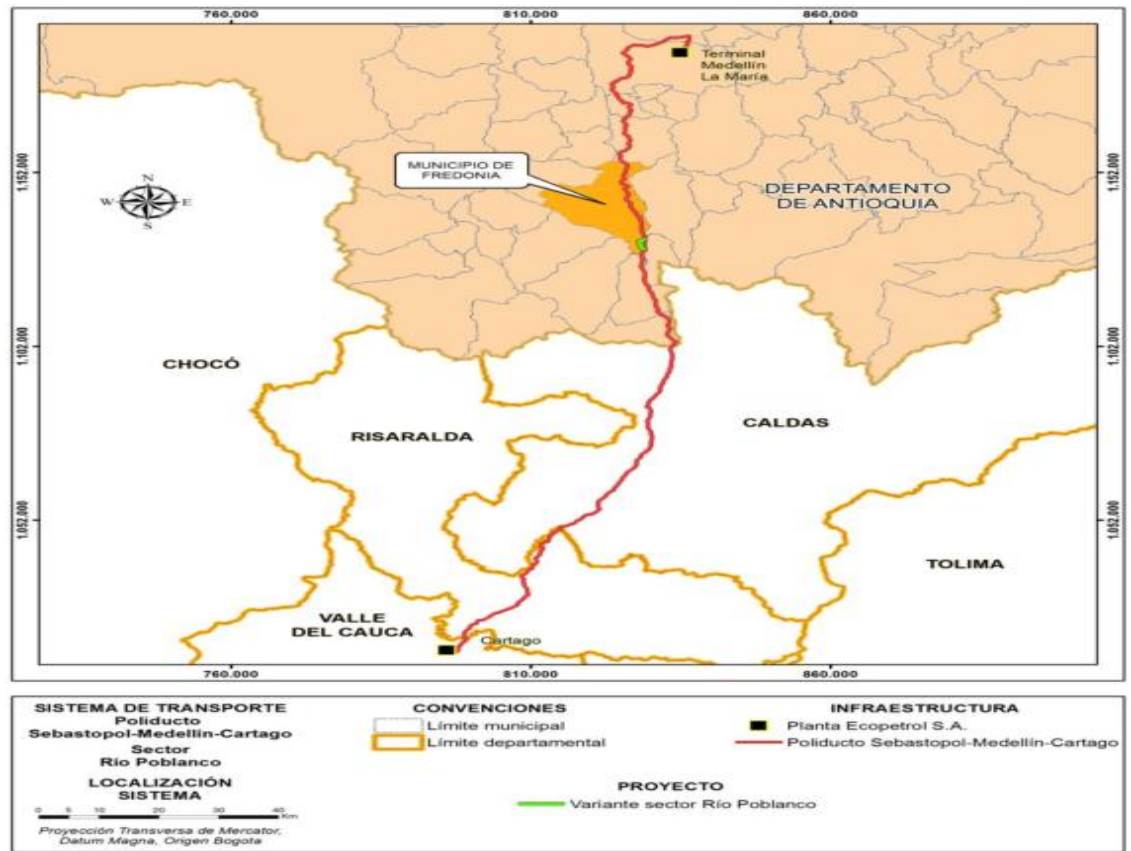 760.000 810.000 860.000
Terminal
Medellín
La María
1.152.000 1.152.000
MUNICIPIO DE
FREDONIA
DEPARTAMENTO
DE ANTIOQUIA
N
W E
S
1.102.000 1.102.000
CHOCÓ
CALDAS
RISARALDA
1.052.000 1.052.000
TOLIMA
VALLE
DEL CAUCA
Cartago
760.000 810.000 860.000
SISTEMA DE TRANSPORTE
Poliducto
Sebastopol-Medellín-Cartago
Sector
Río Poblanco
LOCALIZACIÓN
SISTEMA
0 5 10 20 30 40
Km
Proyección Transversa de Mercator,
Datum Magna, Origen Bogota
CONVENCIONES
Límite municipal
Límite departamental
INFRAESTRUCTURA
Planta Ecopetrol S.A.
Poliducto Sebastopol-Medellín-Cartago
PROYECTO
Variante sector Río Poblanco